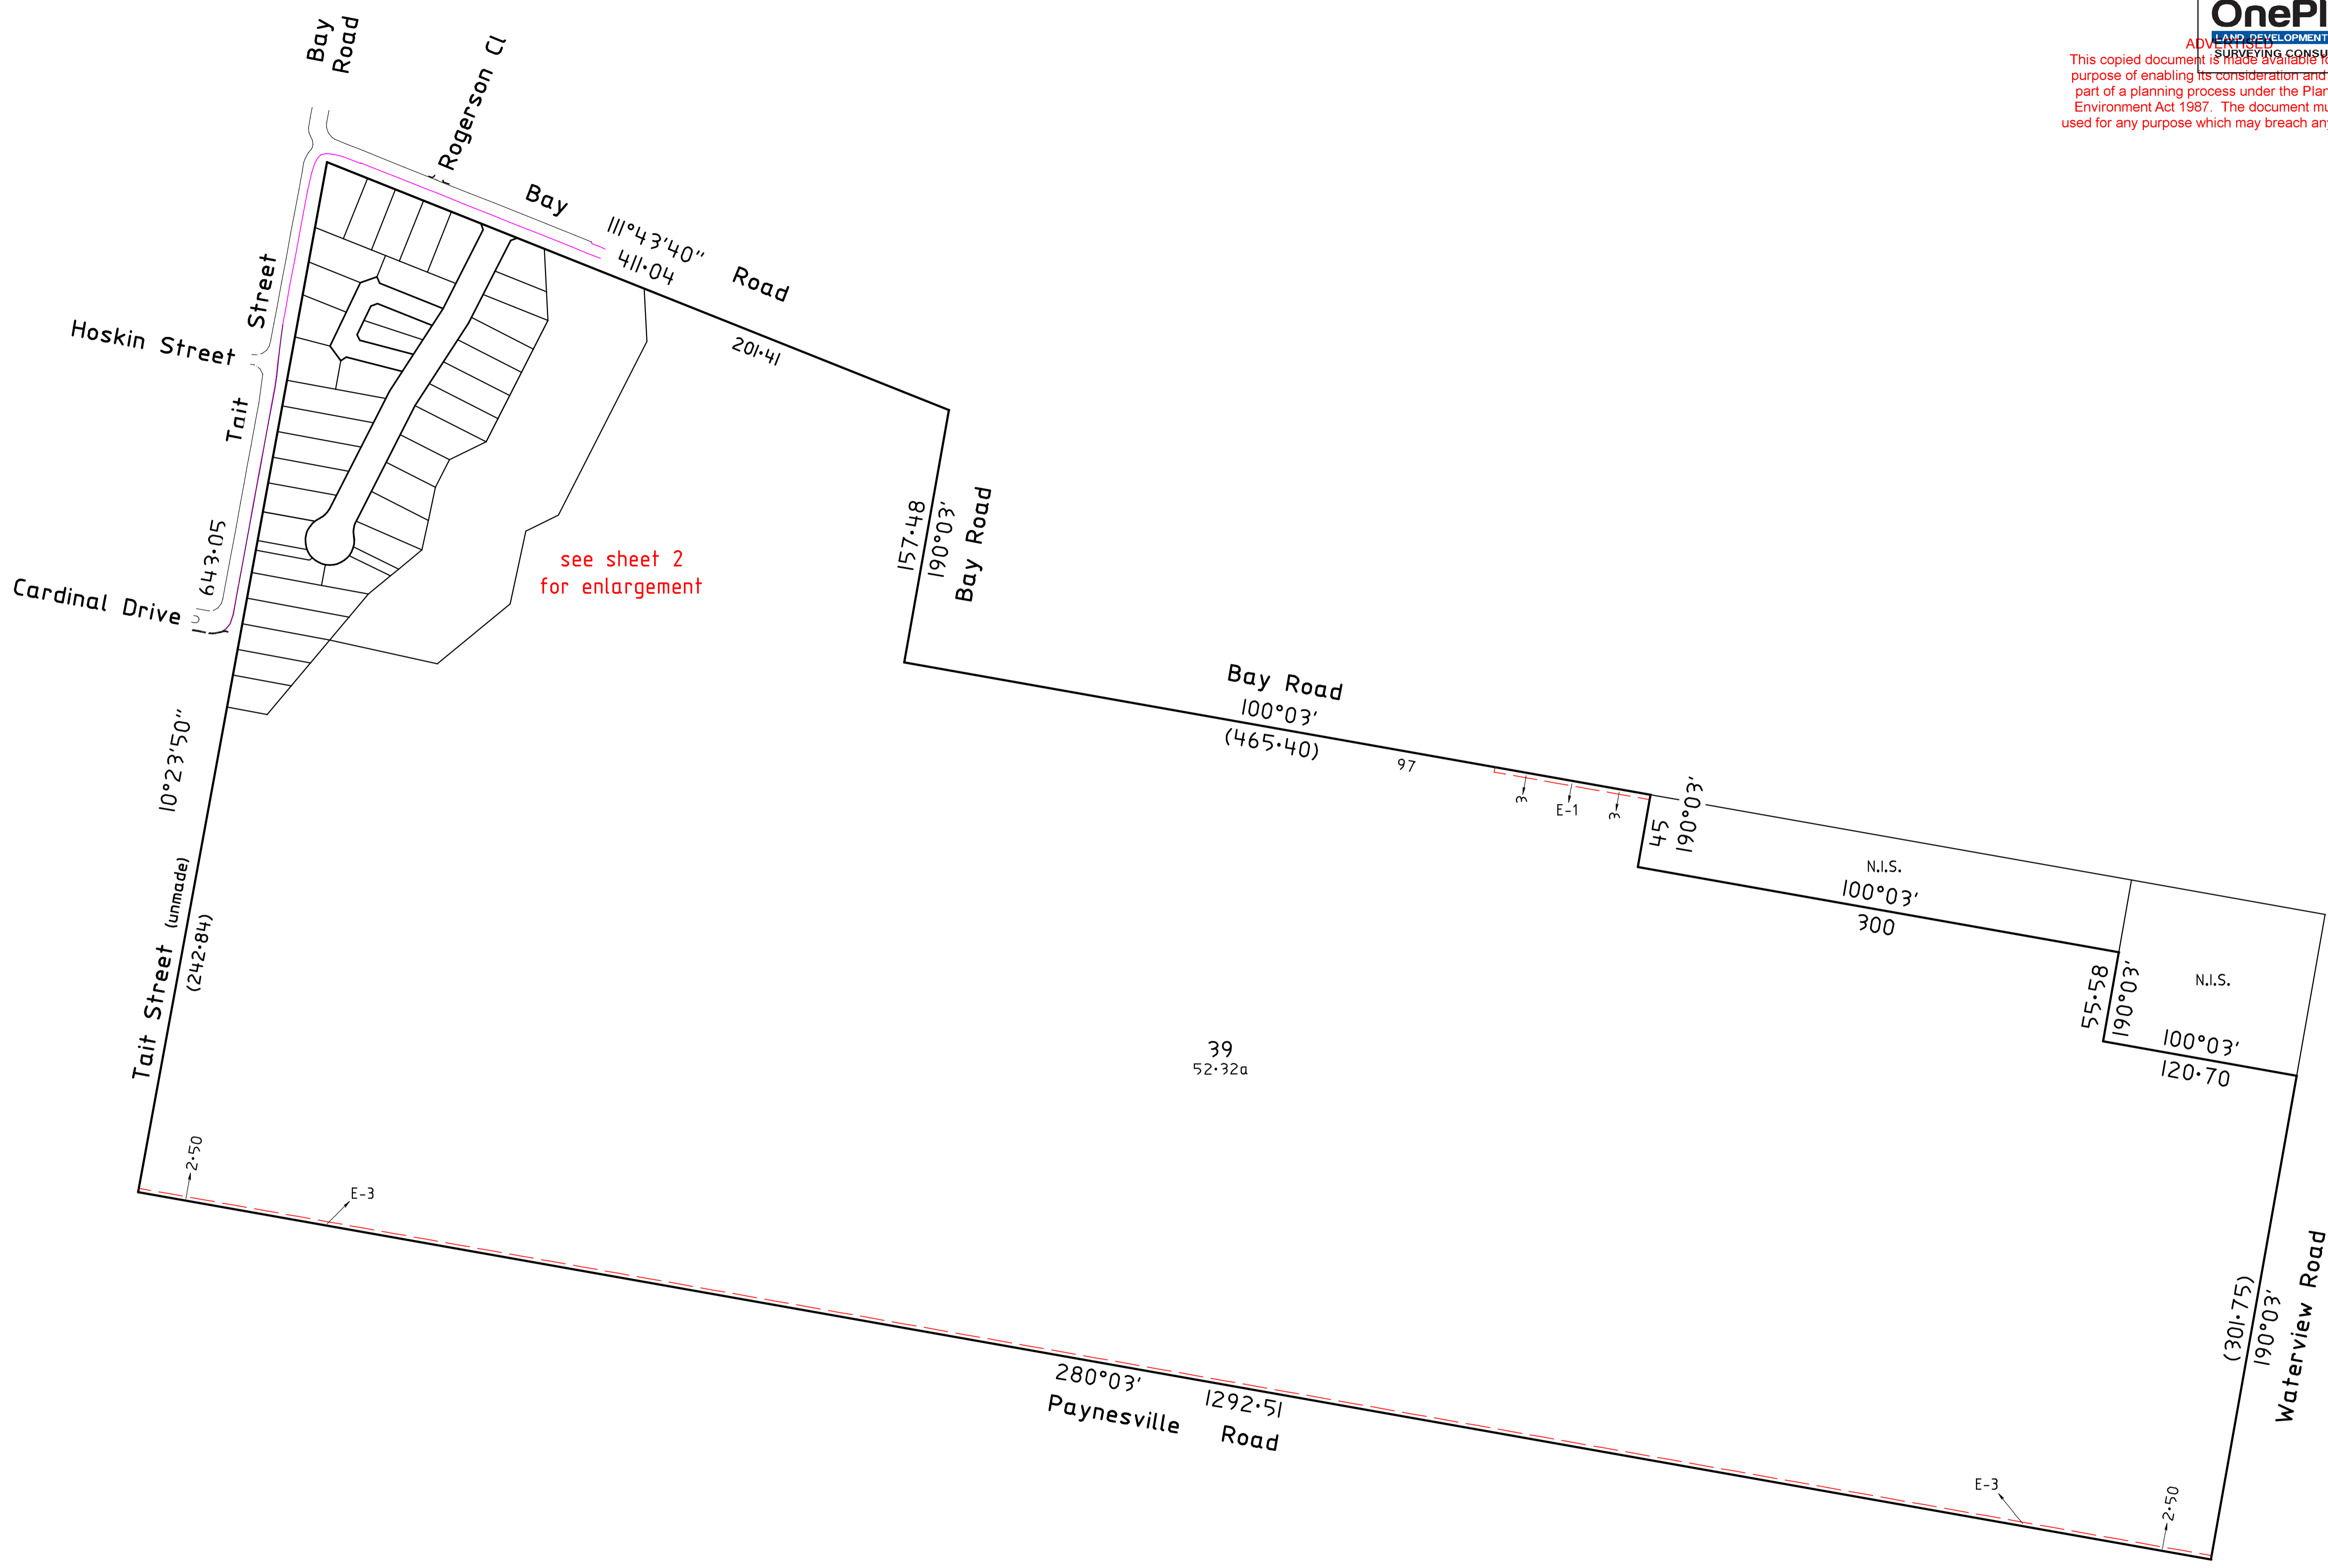 Bay
Road
Rogerson Cl
OnePl
LAND DEVELOPMENT
SURVEYING CONSU
ADVERTISED
This copied document is made available fo
purpose of enabling its consideration and
part of a planning process under the Plan
Environment Act 1987. The document mu
used for any purpose which may breach any
Bay
111°43'40"
Road
411·04
201·41
Hoskin Street
Tait
Street
643·05
Cardinal Drive
see sheet 2
for enlargement
157·48
190°03'
Bay Road
Bay Road
100°03'
(465·40)
97
3
E-1
3
45
190°03'
N.I.S.
100°03'
300
N.I.S.
55·58
190°03'
100°03'
120·70
10°23'50"
Tait Street (unmade)
(242·84)
39
52·32a
2·50
E-3
280°03'
1292·51
Paynesville Road
(301·75)
190°03'
Waterview Road
E-3
2·50